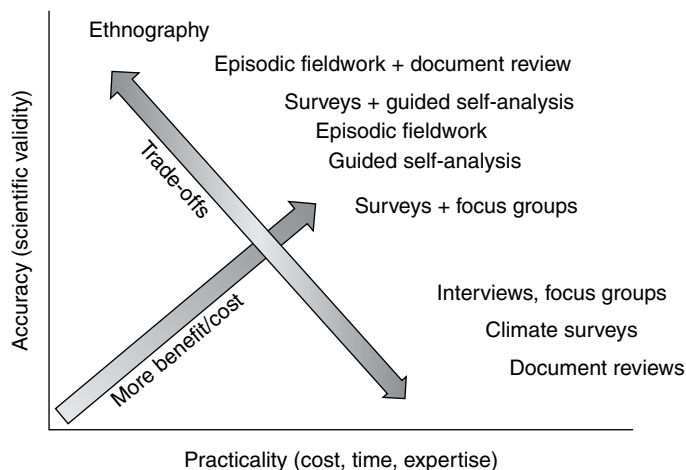 Ethnography
Episodic fieldwork + document review
Surveys + guided self-analysis
Episodic fieldwork
Guided self-analysis
Surveys + focus groups
Interviews, focus groups
Climate surveys
Document reviews
Trade-offs
More benefit/cost
Accuracy (scientific validity)
Practicality (cost, time, expertise)